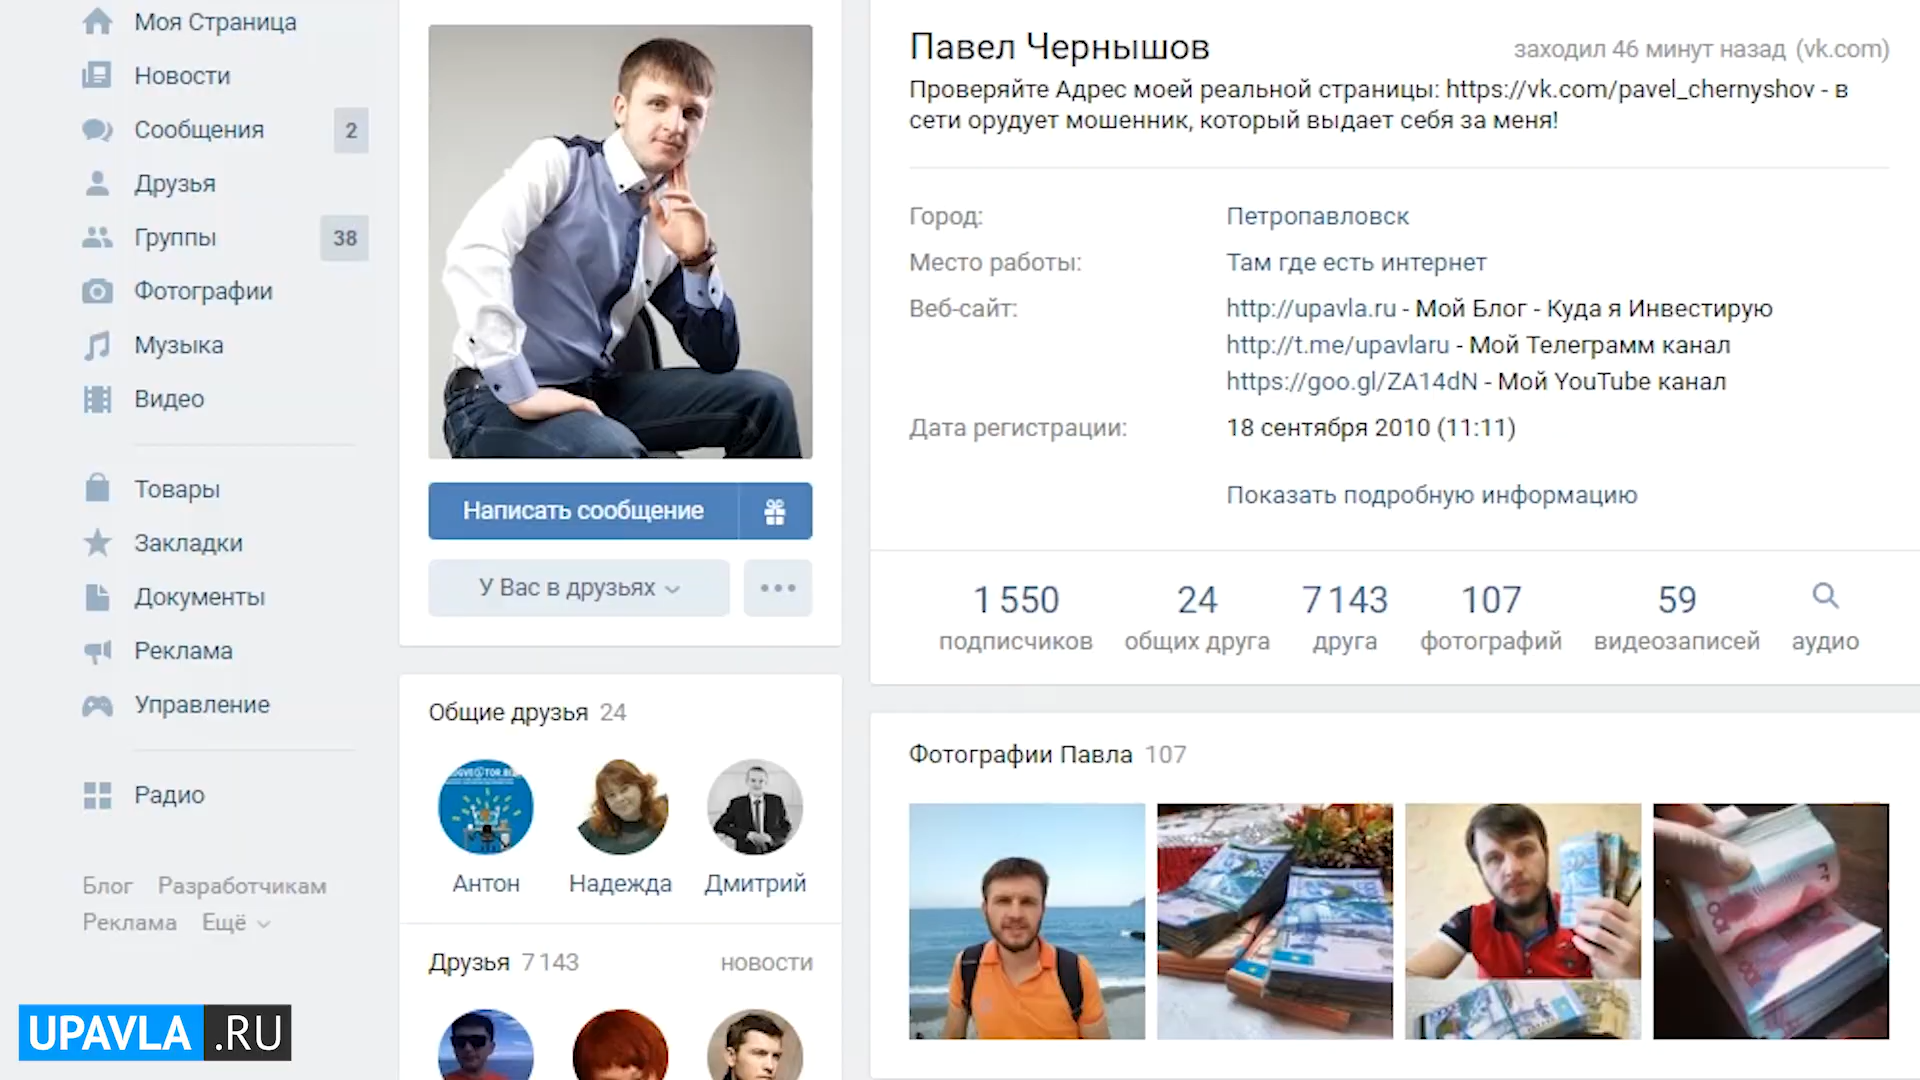 Моя Страница
Новости
Сообщения 2
Друзья
Группы 38
Фотографии
Музыка
Видео
Товары
Закладки
Документы
Реклама
Управление
Радио
Блог Разработчикам
Реклама Ещё
UPAVLA.RU
Написать сообщение
У Вас в друзьях
Общие друзья 24
Антон Надежда Дмитрий
Друзья 7 143 новости
Павел Чернышов заходил 46 минут назад (vk.com)
Проверяйте Адрес моей реальной страницы: https://vk.com/pavel_chernyshov - в
сети орудует мошенник, который выдает себя за меня!
Город: Петропавловск
Место работы: Там где есть интернет
Веб-сайт: http://upavla.ru - Мой Блог - Куда я Инвестирую
http://t.me/upavlaru - Мой Телеграмм канал
https://goo.gl/ZA14dN - Мой YouTube канал
Дата регистрации: 18 сентября 2010 (11:11)
Показать подробную информацию
1 550 24 7 143 107 59
подписчиков общих друга друга фотографий видеозаписей аудио
Фотографии Павла 107
100